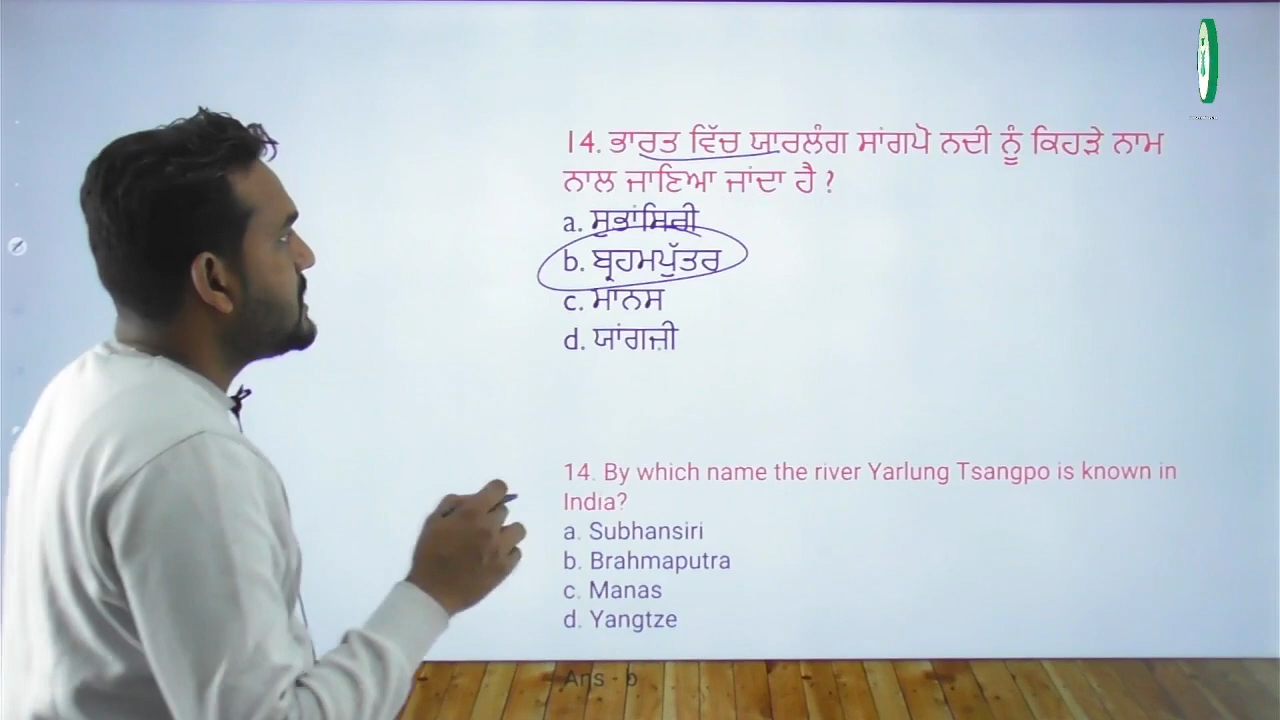 14. ਭਾਰਤ ਵਿੱਚ ਯਾਰਲੰਗ ਸਾਂਗਪੋ ਨਦੀ ਨੂੰ ਕਿਹੜੇ ਨਾਮ
ਨਾਲ ਜਾਣਿਆ ਜਾਂਦਾ ਹੈ ?
a. ਸੁਭਾਂਸਿਰੀ
b. ਬ੍ਰਹਮਪੁੱਤਰ
c. ਮਾਨਸ
d. ਯਾਂਗਜ਼ੀ
14. By which name the river Yarlung Tsangpo is known in
India?
a. Subhansiri
b. Brahmaputra
c. Manas
d. Yangtze
Ans - b